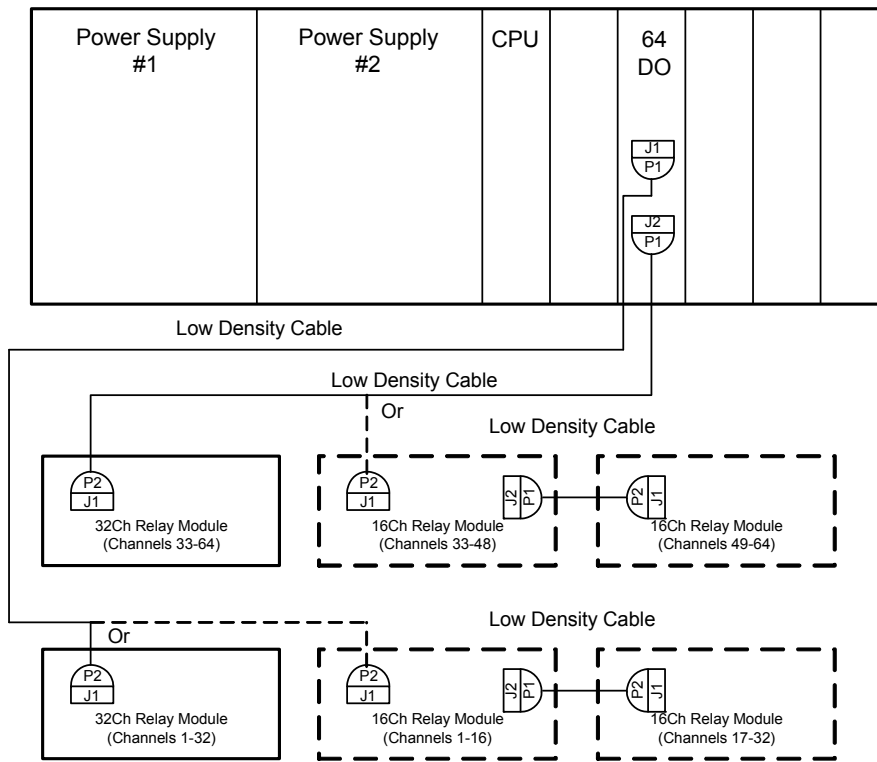 Power Supply
#1
Power Supply
#2
CPU
64
DO
J1
P1
J2
P1
Low Density Cable
Low Density Cable
Or
Low Density Cable
P2
J1
32Ch Relay Module
(Channels 33-64)
P2
J1
J2
P1
16Ch Relay Module
(Channels 33-48)
P2
J1
16Ch Relay Module
(Channels 49-64)
Or
Low Density Cable
P2
J1
32Ch Relay Module
(Channels 1-32)
P2
J1
J2
P1
16Ch Relay Module
(Channels 1-16)
P2
J1
16Ch Relay Module
(Channels 17-32)